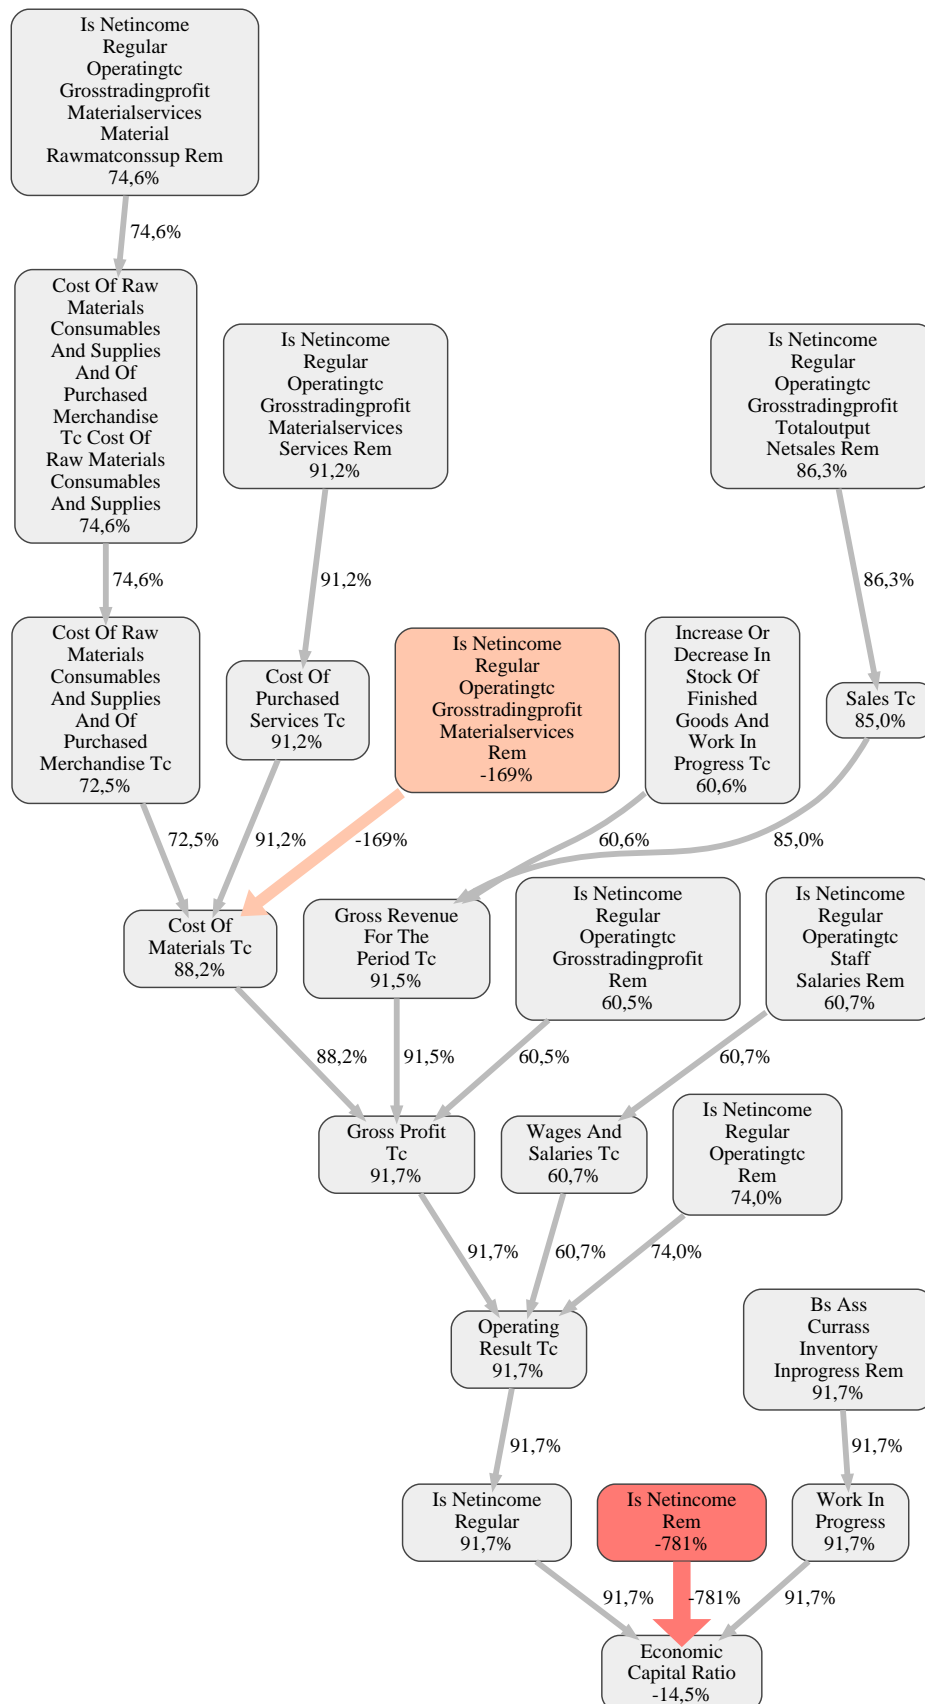 Is Netincome
Regular
Operatingtc
Grosstradingprofit
Materialservices
Material
Rawmatconssup Rem
74,6%
74,6%
Cost Of Raw
Materials
Consumables
And Supplies
And Of
Purchased
Merchandise
Tc Cost Of
Raw Materials
Consumables
And Supplies
74,6%
Is Netincome
Regular
Operatingtc
Grosstradingprofit
Materialservices
Services Rem
91,2%
Is Netincome
Regular
Operatingtc
Grosstradingprofit
Totaloutput
Netsales Rem
86,3%
74,6%
91,2%
86,3%
Cost Of Raw
Materials
Consumables
And Supplies
And Of
Purchased
Merchandise Tc
72,5%
Cost Of
Purchased
Services Tc
91,2%
Is Netincome
Regular
Operatingtc
Grosstradingprofit
Materialservices
Rem
-169%
Increase Or
Decrease In
Stock Of
Finished
Goods And
Work In
Progress Tc
60,6%
Sales Tc
85,0%
72,5%
91,2%
-169%
60,6%
85,0%
Cost Of
Materials Tc
88,2%
Gross Revenue
For The
Period Tc
91,5%
Is Netincome
Regular
Operatingtc
Grosstradingprofit
Rem
60,5%
Is Netincome
Regular
Operatingtc
Staff
Salaries Rem
60,7%
88,2%
91,5%
60,5%
60,7%
Gross Profit
Tc
91,7%
Wages And
Salaries Tc
60,7%
Is Netincome
Regular
Operatingtc
Rem
74,0%
91,7%
60,7%
74,0%
Operating
Result Tc
91,7%
Bs Ass
Currass
Inventory
Inprogress Rem
91,7%
91,7%
91,7%
Is Netincome
Regular
91,7%
Is Netincome
Rem
-781%
Work In
Progress
91,7%
91,7%
-781%
91,7%
Economic
Capital Ratio
-14,5%